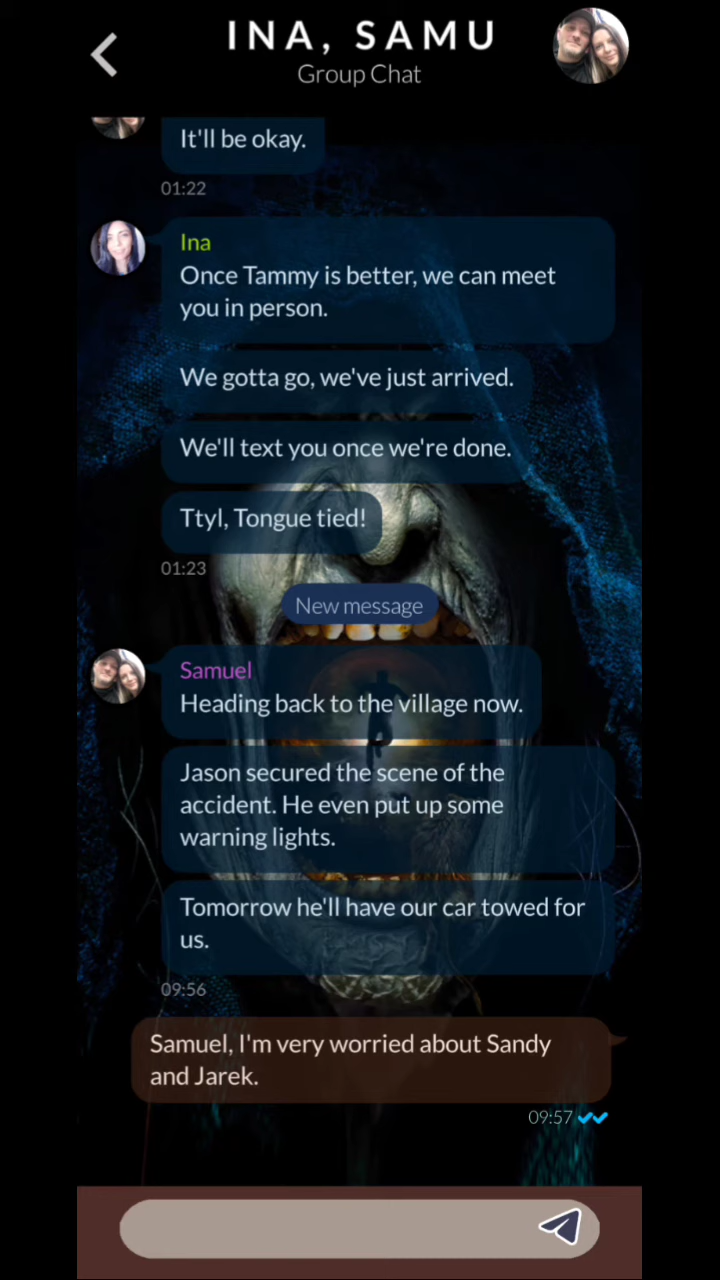 INA, SAMU
Group Chat
It'll be okay.
01:22
Ina
Once Tammy is better, we can meet
you in person.
We gotta go, we've just arrived.
We'll text you once we're done.
Ttyl, Tongue tied!
01:23
New message
Samuel
Heading back to the village now.
Jason secured the scene of the
accident. He even put up some
warning lights.
Tomorrow he'll have our car towed for
us.
09:56
Samuel, I'm very worried about Sandy
and Jarek.
09:57